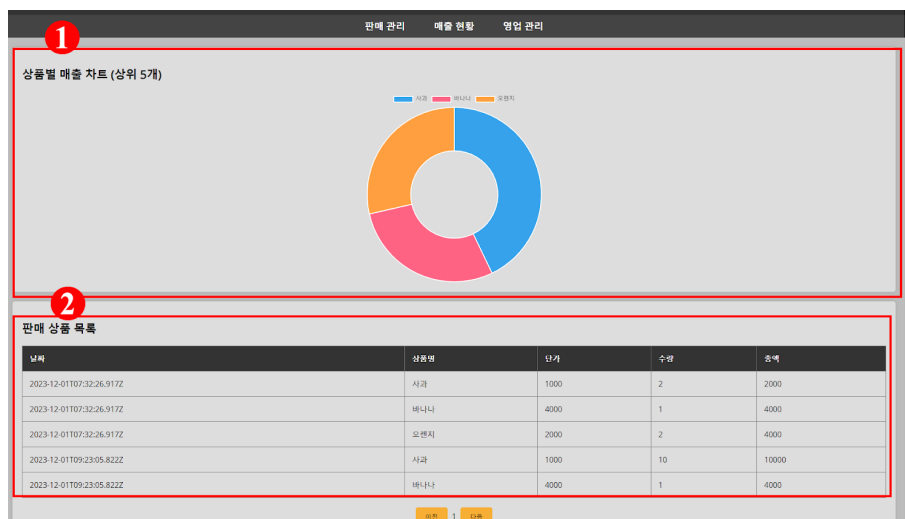 판매 관리 매출 현황 영업 관리
1
상품별 매출 차트 (상위 5개)
사과 바나나 오렌지
2
판매 상품 목록
날짜 상품명 단가 수량 총액
2023-12-01T07:32:26.917Z 사과 1000 2 2000
2023-12-01T07:32:26.917Z 바나나 4000 1 4000
2023-12-01T07:32:26.917Z 오렌지 2000 2 4000
2023-12-01T09:23:05.822Z 사과 1000 10 10000
2023-12-01T09:23:05.822Z 바나나 4000 1 4000
이전 1 다음